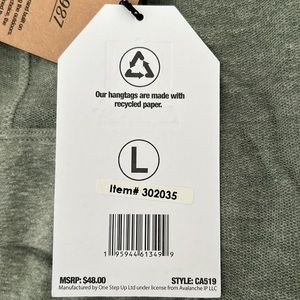 987
Our hangtags are made with
recycled paper.
L
Item# 302035
1 95944 61349 9
MSRP: $48.00 STYLE: CA519
Manufactured by One Step Up Ltd under license from Avalanche IP LLC